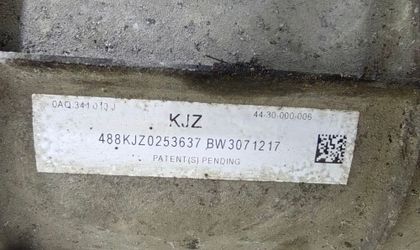 0AQ 341 010 J
KJZ
44-30-000-006
488KJZ0253637 BW3071217
PATENT(S) PENDING